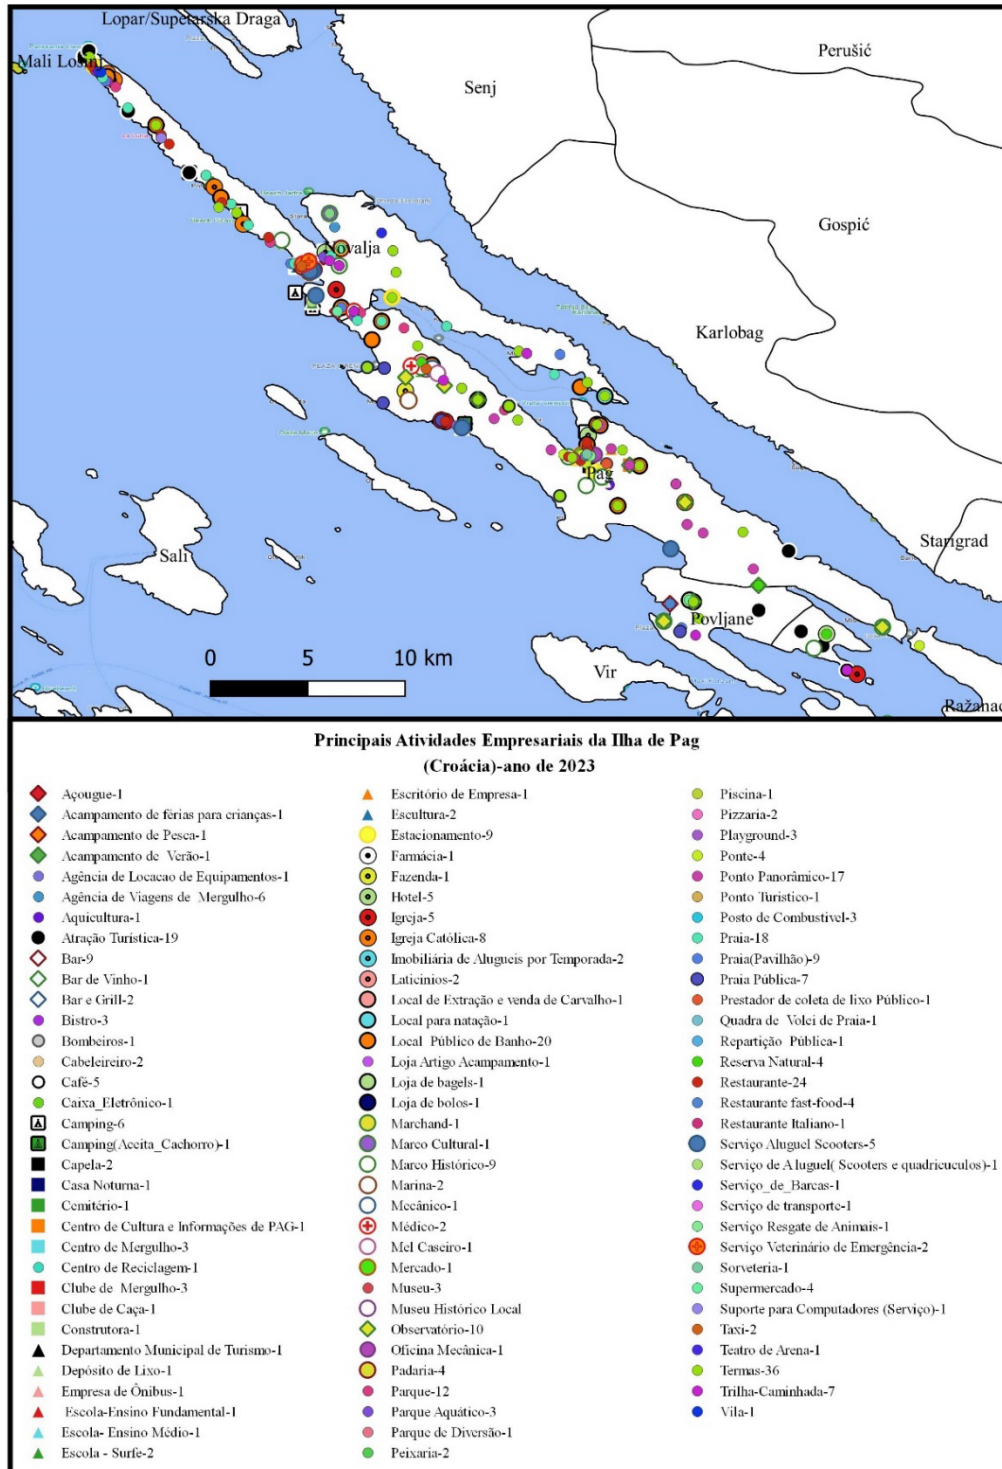 Lopar/Supetarska Draga
Mali Losinj
Perušić
Senj
Gospić
Novalja
Karlobag
Pag
Starigrad
Sali
Povljane
Vir
Ražanac
0 5 10 km
Principais Atividades Empresariais da Ilha de Pag
(Croácia)-ano de 2023
Açougue-1
Acampamento de férias para crianças-1
Acampamento de Pesca-1
Acampamento de Verão-1
Agência de Locacao de Equipamentos-1
Agência de Viagens de Mergulho-6
Aquicultura-1
Atração Turística-19
Bar-9
Bar de Vinho-1
Bar e Grill-2
Bistro-3
Bombeiros-1
Cabeleireiro-2
Café-5
Caixa_Eletrônico-1
Camping-6
Camping(Aceita_Cachorro)-1
Capela-2
Casa Noturna-1
Cemitério-1
Centro de Cultura e Informações de PAG-1
Centro de Mergulho-3
Centro de Reciclagem-1
Clube de Mergulho-3
Clube de Caça-1
Construtora-1
Departamento Municipal de Turismo-1
Depósito de Lixo-1
Empresa de Ônibus-1
Escola-Ensino Fundamental-1
Escola- Ensino Médio-1
Escola - Surfe-2
Escritório de Empresa-1
Escultura-2
Estacionamento-9
Farmácia-1
Fazenda-1
Hotel-5
Igreja-5
Igreja Católica-8
Imobiliária de Alugueis por Temporada-2
Laticinios-2
Local de Extração e venda de Carvalho-1
Local para natação-1
Local Público de Banho-20
Loja Artigo Acampamento-1
Loja de bagels-1
Loja de bolos-1
Marchand-1
Marco Cultural-1
Marco Histórico-9
Marina-2
Mecânico-1
Médico-2
Mel Caseiro-1
Mercado-1
Museu-3
Museu Histórico Local
Observatório-10
Oficina Mecânica-1
Padaria-4
Parque-12
Parque Aquático-3
Parque de Diversão-1
Peixaria-2
Piscina-1
Pizzaria-2
Playground-3
Ponte-4
Ponto Panorâmico-17
Ponto Turistico-1
Posto de Combustivel-3
Praia-18
Praia(Pavilhão)-9
Praia Pública-7
Prestador de coleta de lixo Público-1
Quadra de Volei de Praia-1
Repartição Pública-1
Reserva Natural-4
Restaurante-24
Restaurante fast-food-4
Restaurante Italiano-1
Serviço Aluguel Scooters-5
Serviço de Aluguel( Scooters e quadricuculos)-1
Serviço_de_Barcas-1
Serviço de transporte-1
Serviço Resgate de Animais-1
Serviço Veterinário de Emergência-2
Sorveteria-1
Supermercado-4
Suporte para Computadores (Serviço)-1
Taxi-2
Teatro de Arena-1
Termas-36
Trilha-Caminhada-7
Vila-1